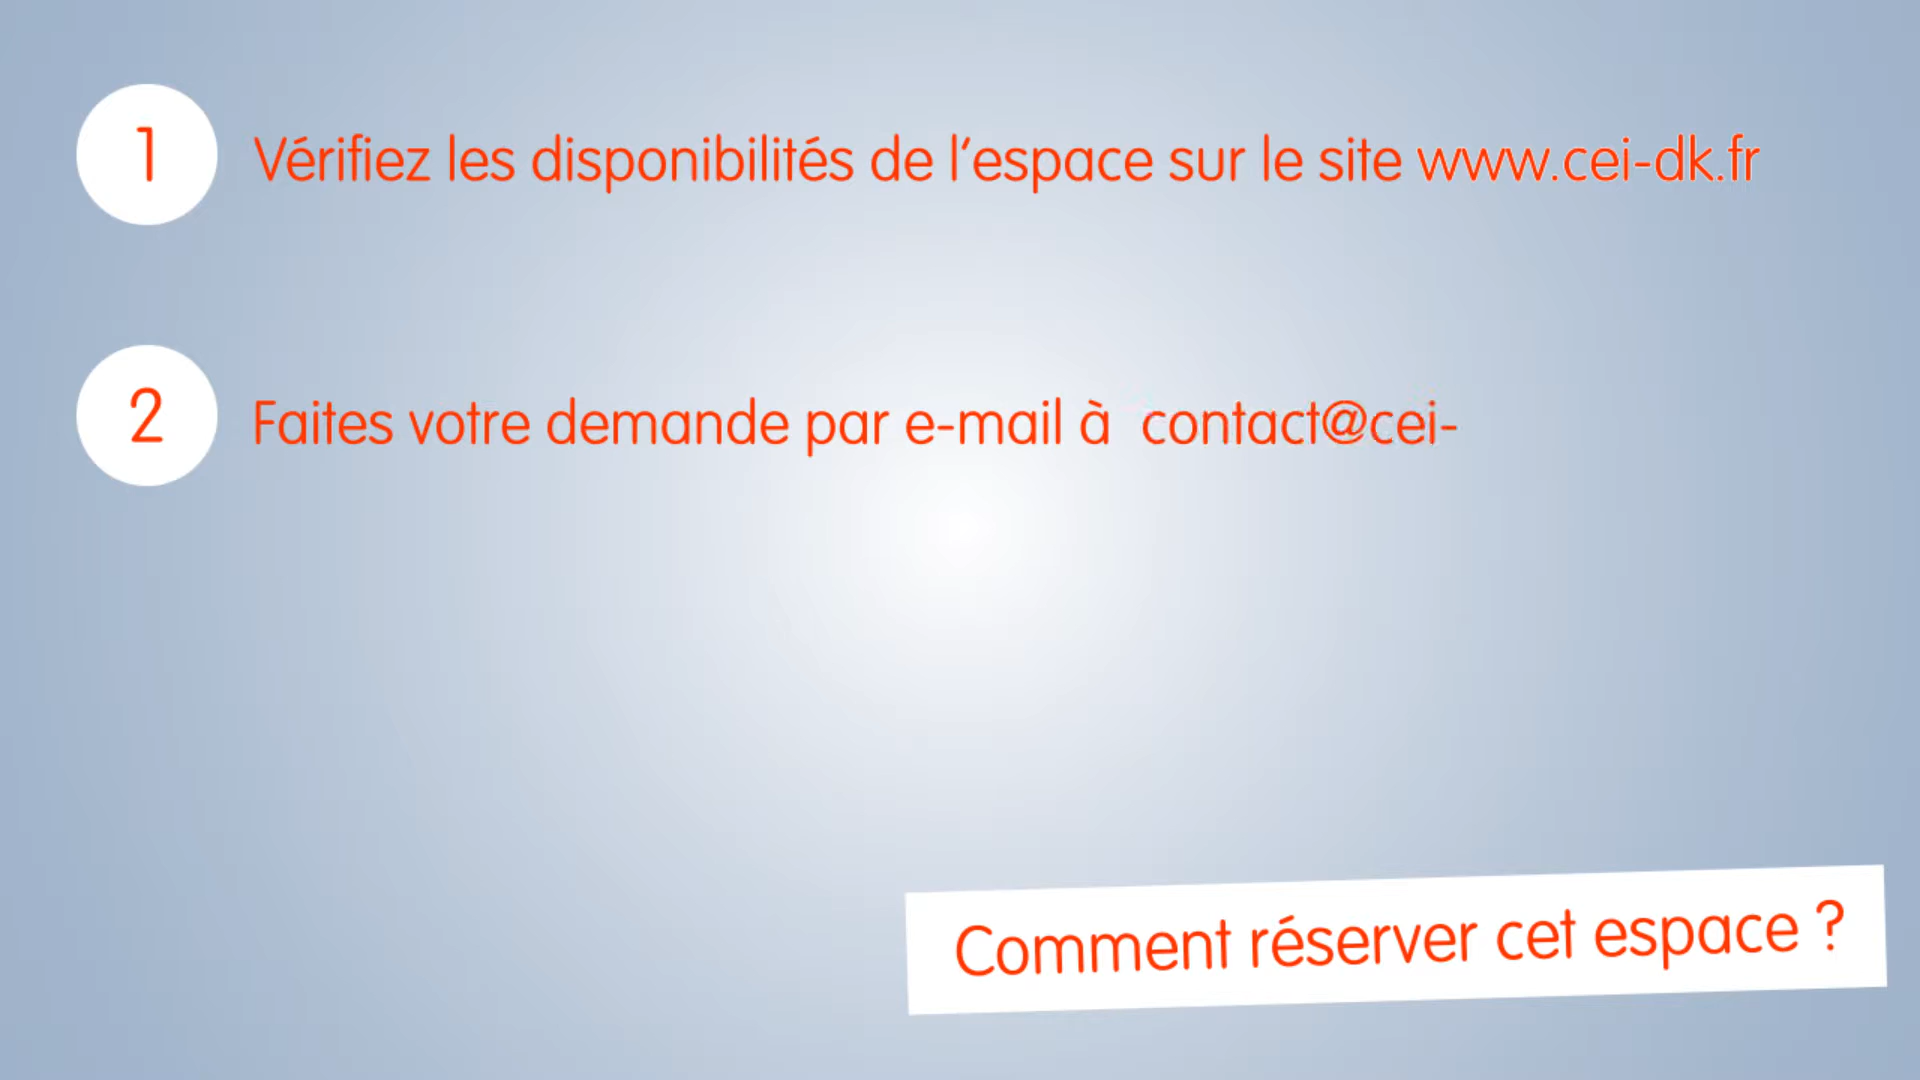 1
Vérifiez les disponibilités de l'espace sur le site www.cei-dk.fr
2
Faites votre demande par e-mail à contact@cei-
Comment réserver cet espace ?